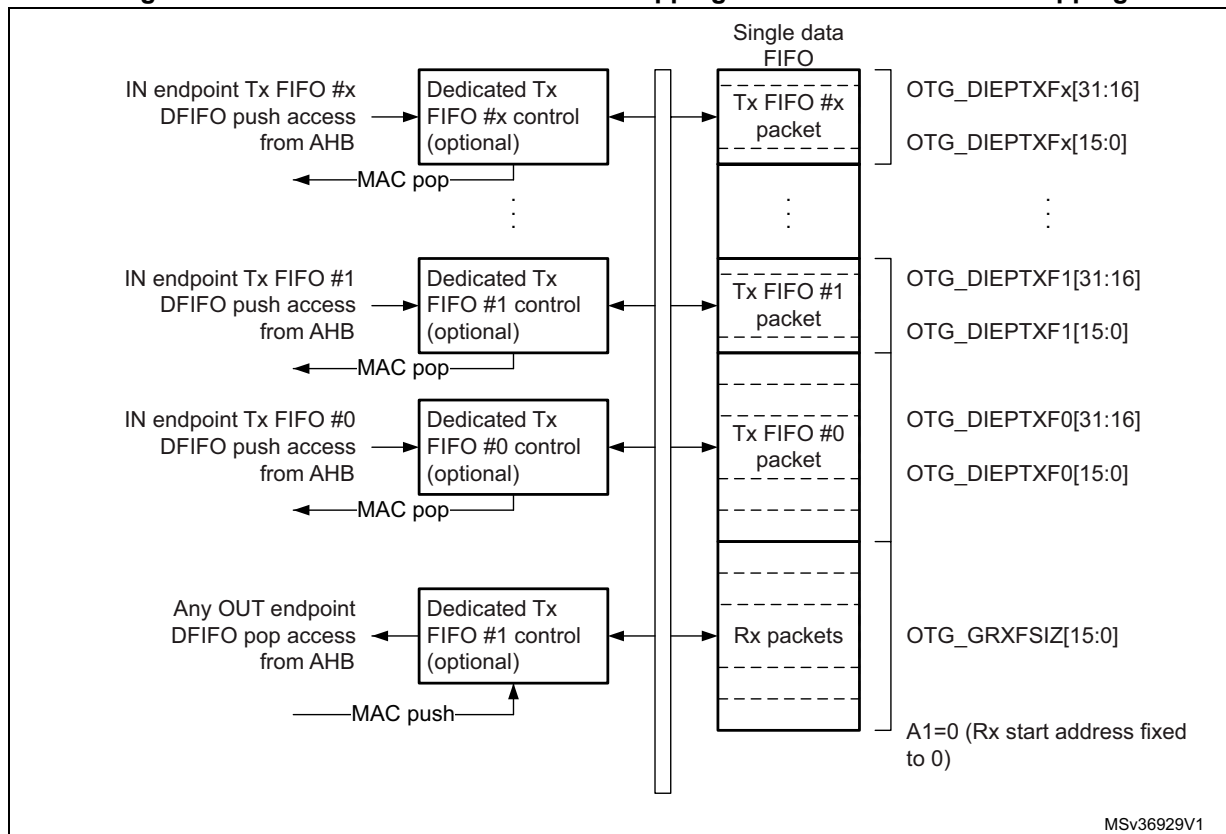 Single data
FIFO
IN endpoint Tx FIFO #x
DFIFO push access
from AHB
Dedicated Tx
FIFO #x control
(optional)
MAC pop
Tx FIFO #x
packet
OTG_DIEPTXFx[31:16]
OTG_DIEPTXFx[15:0]
IN endpoint Tx FIFO #1
DFIFO push access
from AHB
Dedicated Tx
FIFO #1 control
(optional)
MAC pop
Tx FIFO #1
packet
OTG_DIEPTXF1[31:16]
OTG_DIEPTXF1[15:0]
IN endpoint Tx FIFO #0
DFIFO push access
from AHB
Dedicated Tx
FIFO #0 control
(optional)
MAC pop
Tx FIFO #0
packet
OTG_DIEPTXF0[31:16]
OTG_DIEPTXF0[15:0]
Any OUT endpoint
DFIFO pop access
from AHB
Dedicated Tx
FIFO #1 control
(optional)
MAC push
Rx packets
OTG_GRXFSIZ[15:0]
A1=0 (Rx start address fixed
to 0)
MSv36929V1